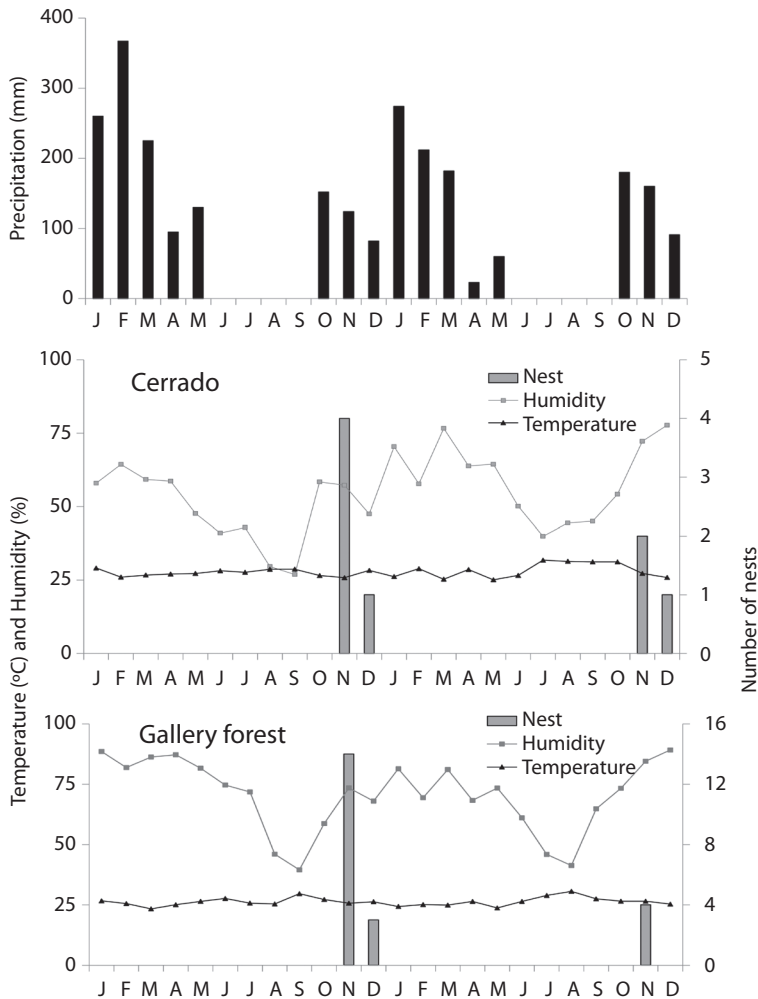 Precipitation (mm)
400
300
200
100
0
J F M A M J J A S O N D J F M A M J J A S O N D
Temperature (ºC) and Humidity (%)
Number of nests
Cerrado
Nest
Humidity
Temperature
100
75
50
25
0
5
4
3
2
1
0
J F M A M J J A S O N D J F M A M J J A S O N D
Gallery forest
Nest
Humidity
Temperature
100
75
50
25
0
16
12
8
4
0
J F M A M J J A S O N D J F M A M J J A S O N D